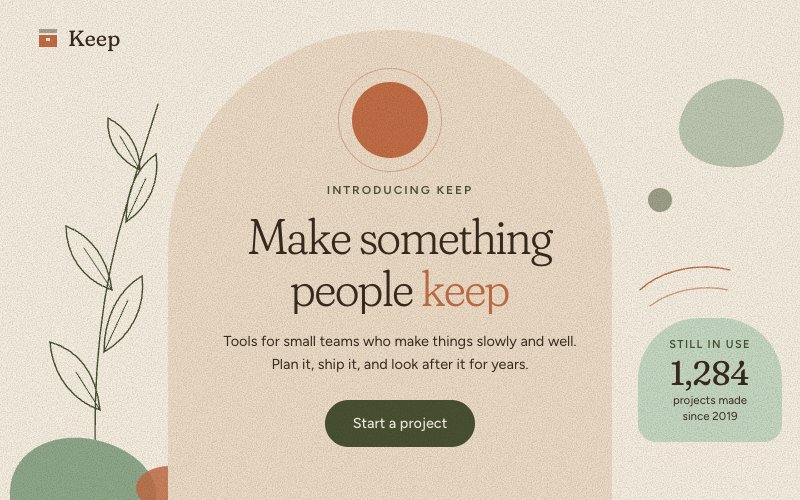 Keep
INTRODUCING KEEP
Make something
people keep
Tools for small teams who make things slowly and well.
Plan it, ship it, and look after it for years.
Start a project
STILL IN USE
1,284
projects made
since 2019